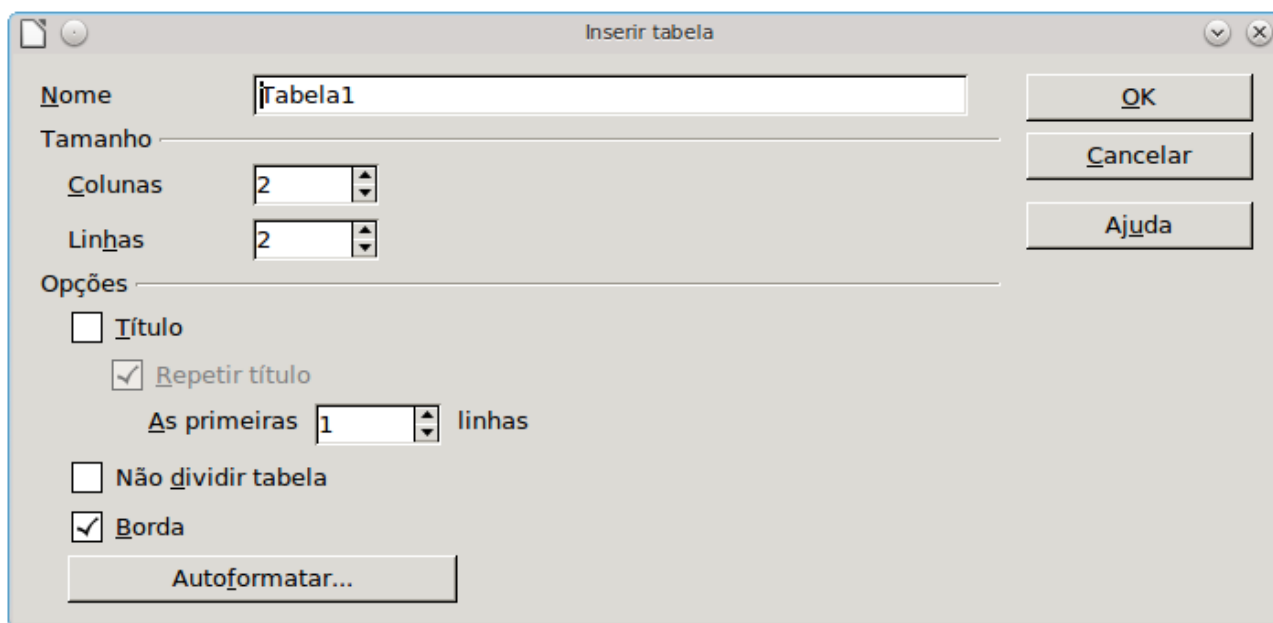 Inserir tabela
Nome Tabela1
OK
Tamanho
Cancelar
Colunas 2
Linhas 2
Ajuda
Opções
Título
Repetir título
As primeiras 1 linhas
Não dividir tabela
Borda
Autoformatar...